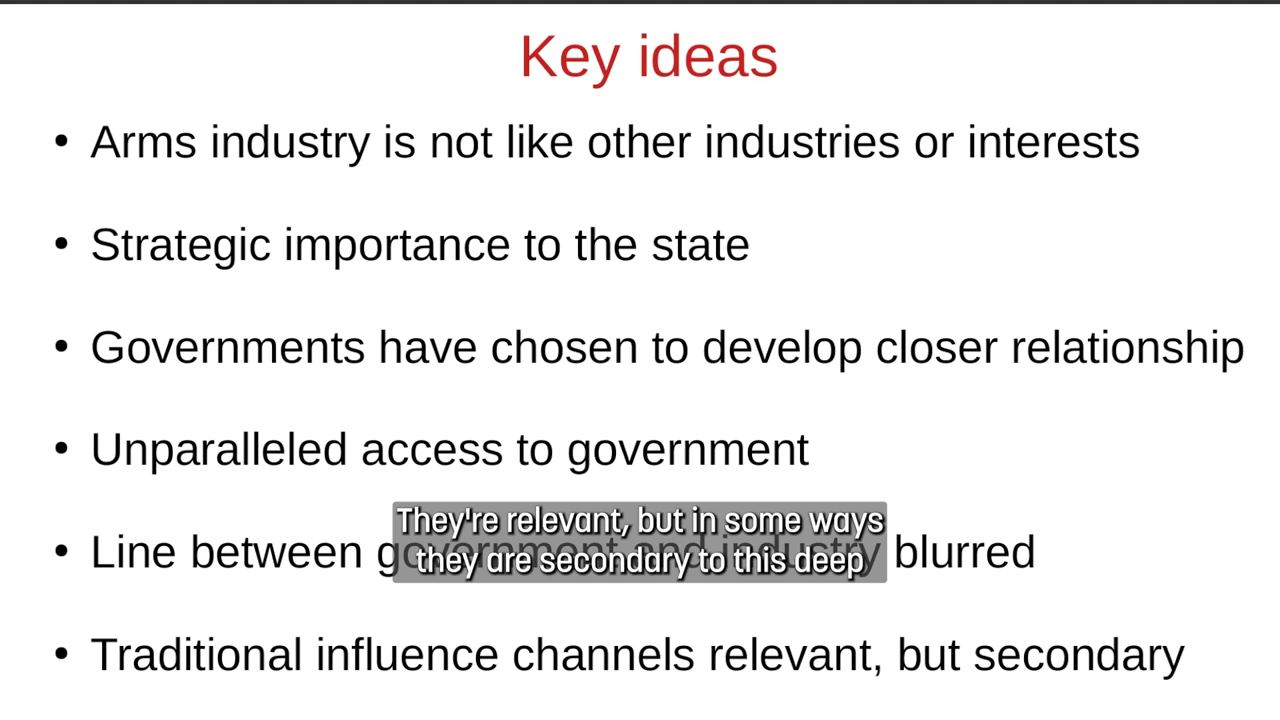 Key ideas
• Arms industry is not like other industries or interests
• Strategic importance to the state
• Governments have chosen to develop closer relationship
• Unparalleled access to government
• Line between government and industry blurred
They're relevant, but in some ways
they are secondary to this deep
• Traditional influence channels relevant, but secondary